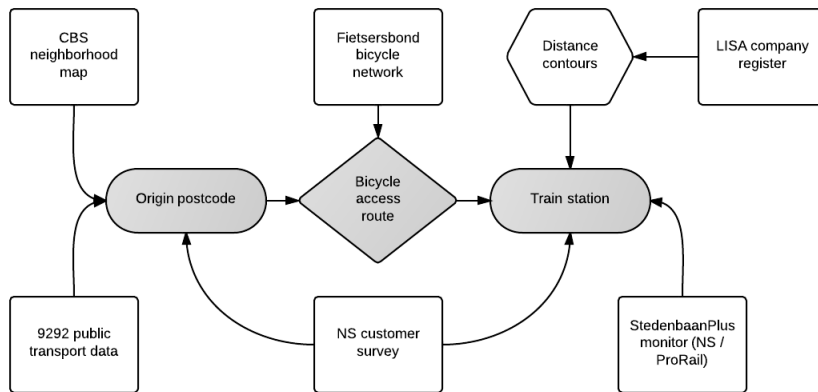 CBS
neighborhood
map
Fietsersbond
bicycle
network
Distance
contours
LISA company
register
Origin postcode
Bicycle
access
route
Train station
9292 public
transport data
NS customer
survey
StedenbaanPlus
monitor (NS /
ProRail)